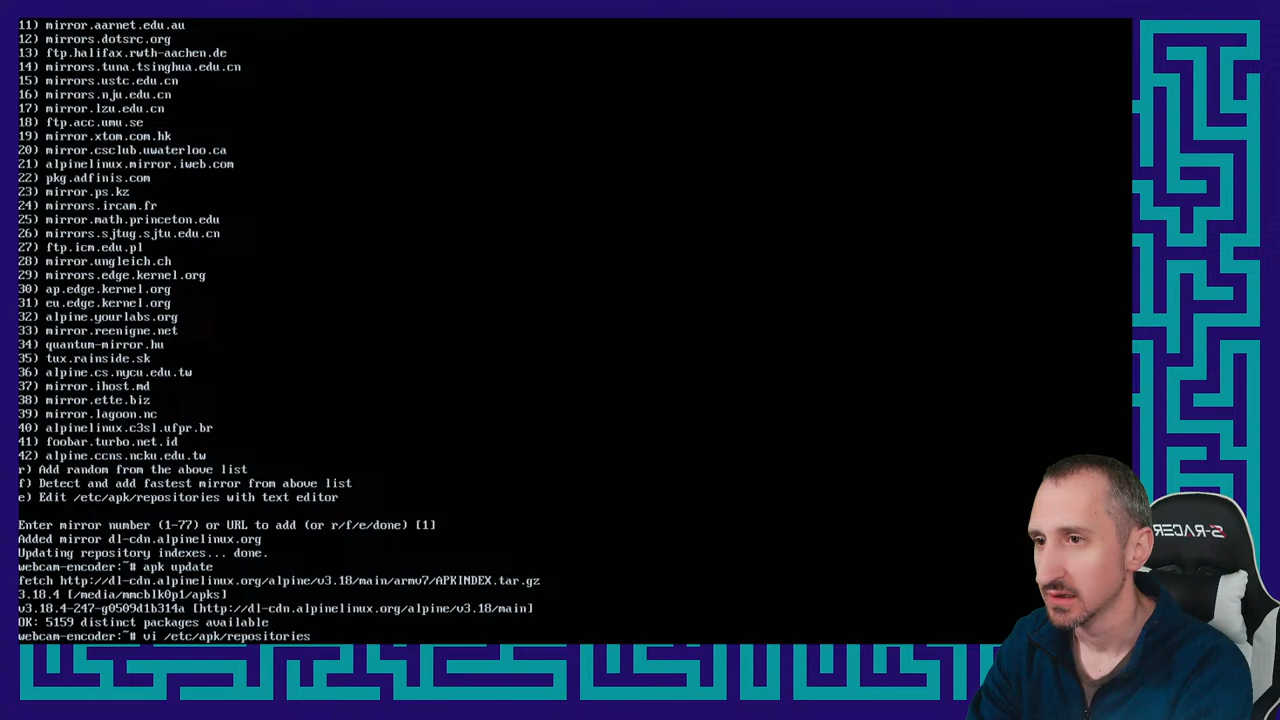 11) mirror.aarnet.edu.au
12) mirrors.dotsrc.org
13) ftp.halifax.rwth-aachen.de
14) mirrors.tuna.tsinghua.edu.cn
15) mirrors.ustc.edu.cn
16) mirrors.nju.edu.cn
17) mirror.lzu.edu.cn
18) ftp.acc.umu.se
19) mirror.xtom.com.hk
20) mirror.csclub.uwaterloo.ca
21) alpinelinux.mirror.iweb.com
22) pkg.adfinis.com
23) mirror.ps.kz
24) mirrors.ircam.fr
25) mirror.math.princeton.edu
26) mirrors.sjtug.sjtu.edu.cn
27) ftp.icm.edu.pl
28) mirror.ungleich.ch
29) mirrors.edge.kernel.org
30) ap.edge.kernel.org
31) eu.edge.kernel.org
32) alpine.yourlabs.org
33) mirror.reenigne.net
34) quantum-mirror.hu
35) tux.rainside.sk
36) alpine.cs.nycu.edu.tw
37) mirror.ihost.md
38) mirror.ette.biz
39) mirror.lagoon.nc
40) alpinelinux.c3sl.ufpr.br
41) foobar.turbo.net.id
42) alpine.ccns.ncku.edu.tw
r) Add random from the above list
f) Detect and add fastest mirror from above list
e) Edit /etc/apk/repositories with text editor
Enter mirror number (1-77) or URL to add (or r/f/e/done) [1]
Added mirror dl-cdn.alpinelinux.org
Updating repository indexes... done.
webcam-encoder:~# apk update
fetch http://dl-cdn.alpinelinux.org/alpine/v3.18/main/armv7/APKINDEX.tar.gz
3.18.4 [/media/mmcblk0p1/apks]
v3.18.4-247-g0509d1b314a [http://dl-cdn.alpinelinux.org/alpine/v3.18/main]
OK: 5159 distinct packages available
webcam-encoder:~# vi /etc/apk/repositories
S-RACER